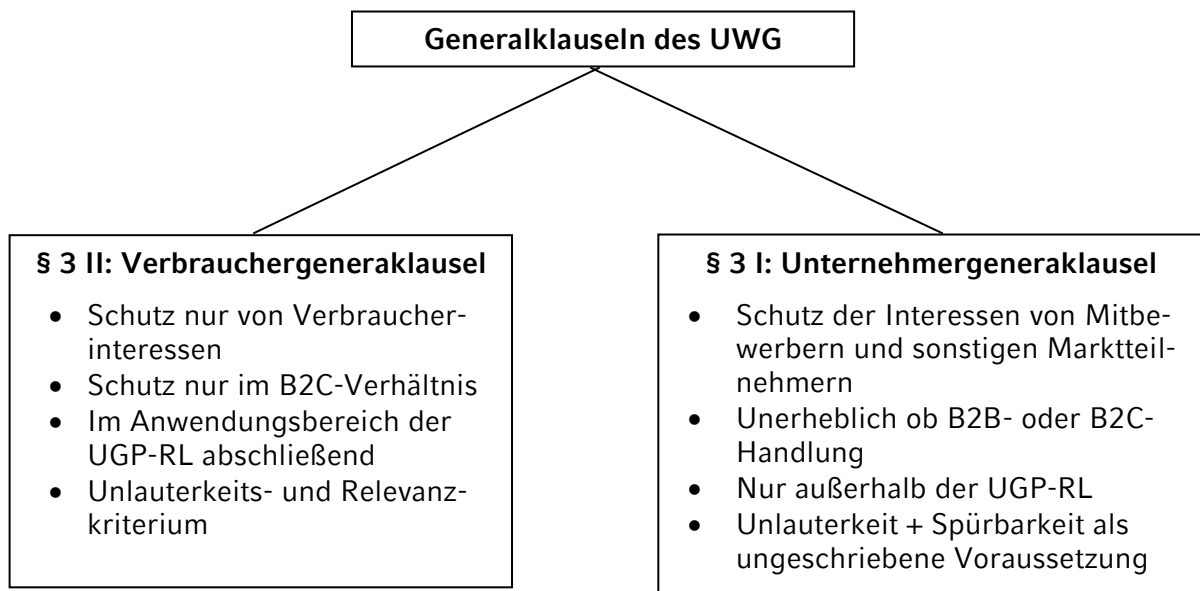 Generalklauseln des UWG
§ 3 II: Verbrauchergeneraklausel
• Schutz nur von Verbraucher-
interessen
• Schutz nur im B2C-Verhältnis
• Im Anwendungsbereich der
UGP-RL abschließend
• Unlauterkeits- und Relevanz-
kriterium
§ 3 I: Unternehmergeneraklausel
• Schutz der Interessen von Mitbe-
werbern und sonstigen Marktteil-
nehmern
• Unerheblich ob B2B- oder B2C-
Handlung
• Nur außerhalb der UGP-RL
• Unlauterkeit + Spürbarkeit als
ungeschriebene Voraussetzung